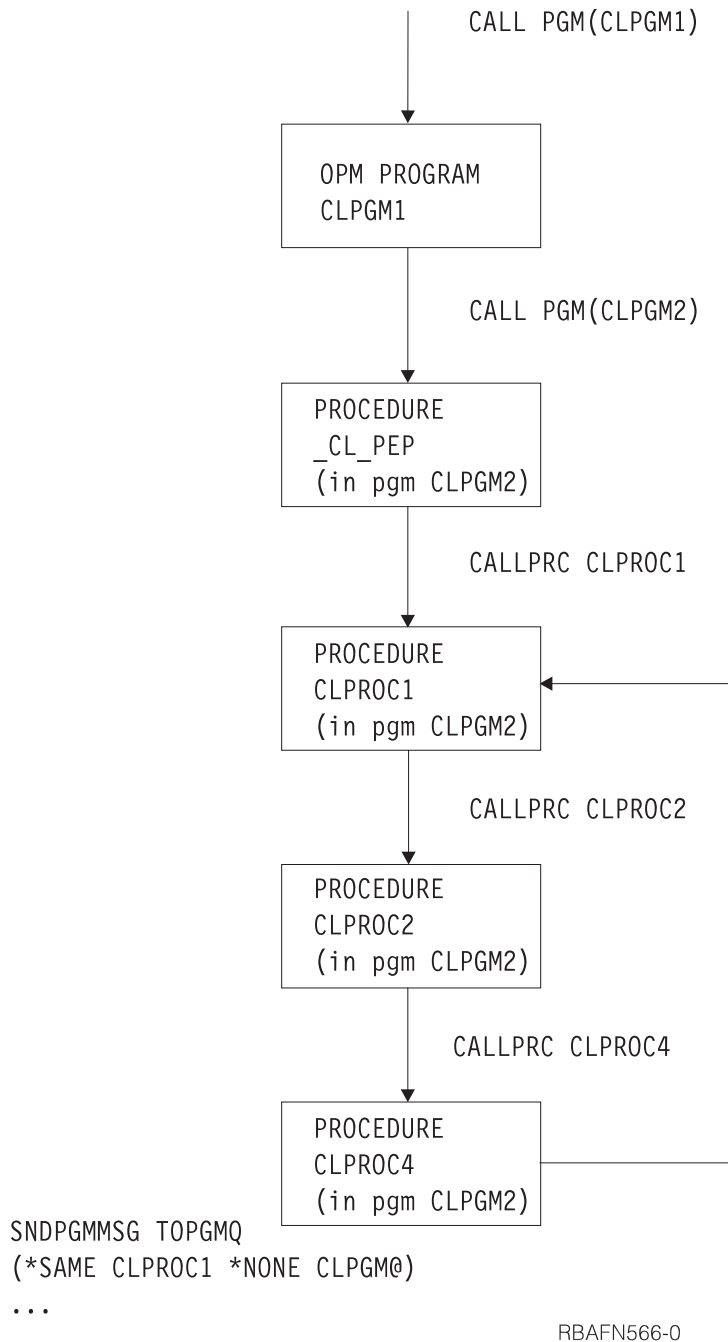 CALL PGM(CLPGM1)
OPM PROGRAM
CLPGM1
CALL PGM(CLPGM2)
PROCEDURE
_CL_PEP
(in pgm CLPGM2)
CALLPRC CLPROC1
PROCEDURE
CLPROC1
(in pgm CLPGM2)
CALLPRC CLPROC2
PROCEDURE
CLPROC2
(in pgm CLPGM2)
CALLPRC CLPROC4
PROCEDURE
CLPROC4
(in pgm CLPGM2)
SNDPGMMSG TOPGMQ
(*SAME CLPROC1 *NONE CLPGM@)
...
RBAFN566-0